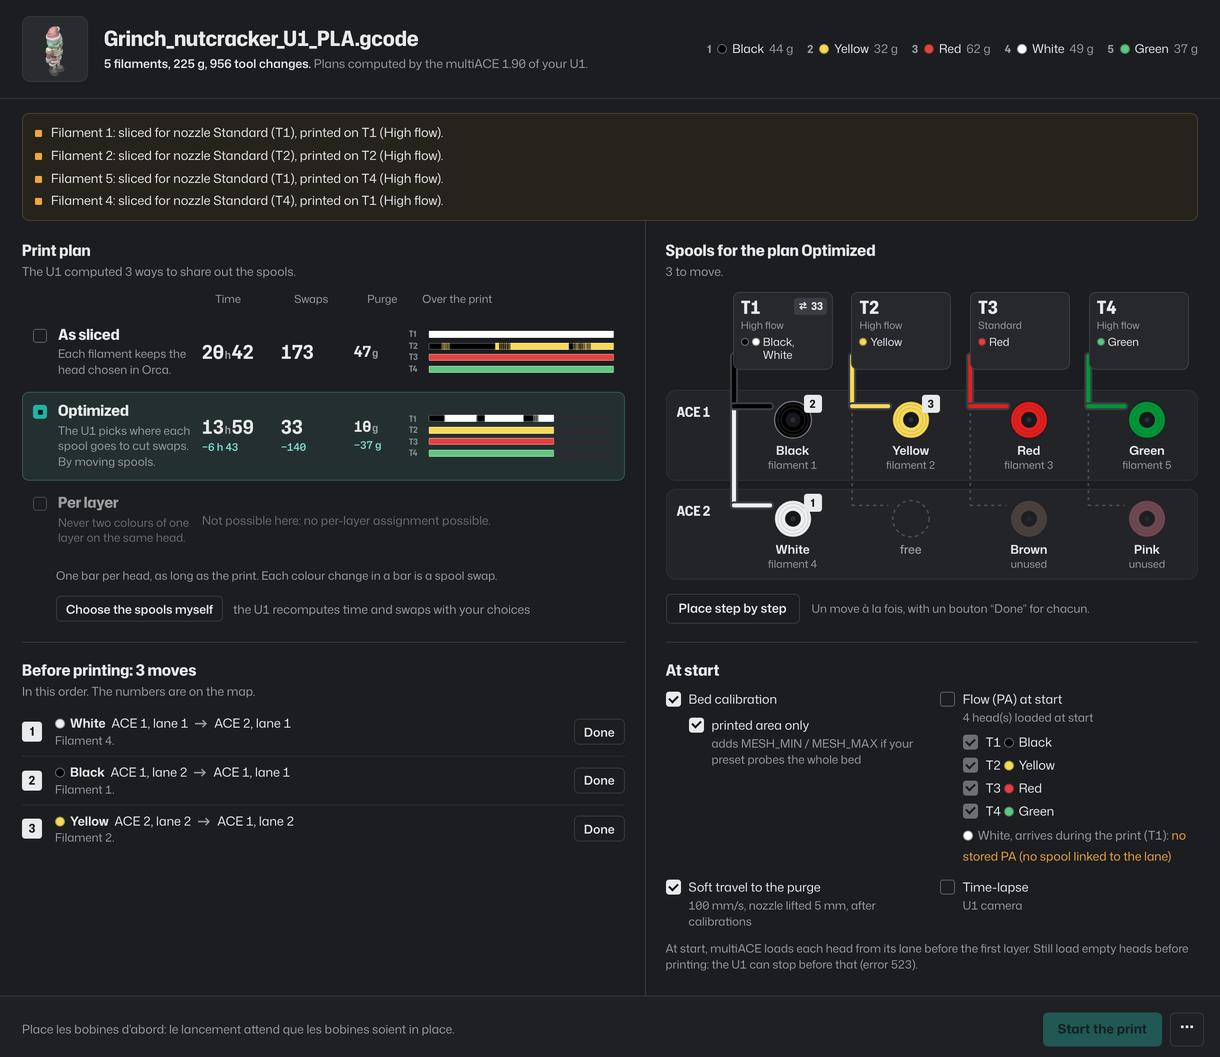 Grinch_nutcracker_U1_PLA.gcode
5 filaments, 225 g, 956 tool changes. Plans computed by the multiACE 1.90 of your U1.
1 Black 44 g 2 Yellow 32 g 3 Red 62 g 4 White 49 g 5 Green 37 g
Filament 1: sliced for nozzle Standard (T1), printed on T1 (High flow).
Filament 2: sliced for nozzle Standard (T2), printed on T2 (High flow).
Filament 5: sliced for nozzle Standard (T1), printed on T4 (High flow).
Filament 4: sliced for nozzle Standard (T4), printed on T1 (High flow).
Print plan
The U1 computed 3 ways to share out the spools.
Time Swaps Purge Over the print
As sliced
Each filament keeps the
head chosen in Orca.
20h42 173 47g
T1
T2
T3
T4
Optimized
The U1 picks where each
spool goes to cut swaps.
By moving spools.
13h59 33 10g
−6 h 43 −140 −37 g
T1
T2
T3
T4
Per layer
Never two colours of one
layer on the same head.
Not possible here: no per-layer assignment possible.
One bar per head, as long as the print. Each colour change in a bar is a spool swap.
Choose the spools myself the U1 recomputes time and swaps with your choices
Before printing: 3 moves
In this order. The numbers are on the map.
1 White ACE 1, lane 1 → ACE 2, lane 1
Filament 4.
Done
2 Black ACE 1, lane 2 → ACE 1, lane 1
Filament 1.
Done
3 Yellow ACE 2, lane 2 → ACE 1, lane 2
Filament 2.
Done
Spools for the plan Optimized
3 to move.
T1 ⇄ 33
High flow
Black,
White
T2
High flow
Yellow
T3
Standard
Red
T4
High flow
Green
ACE 1
2 3
Black Yellow Red Green
filament 1 filament 2 filament 3 filament 5
ACE 2
1
White free Brown Pink
filament 4 unused unused
Place step by step Un move à la fois, with un bouton “Done” for chacun.
At start
Bed calibration
printed area only
adds MESH_MIN / MESH_MAX if your
preset probes the whole bed
Flow (PA) at start
4 head(s) loaded at start
T1 Black
T2 Yellow
T3 Red
T4 Green
White, arrives during the print (T1): no
stored PA (no spool linked to the lane)
Soft travel to the purge
100 mm/s, nozzle lifted 5 mm, after
calibrations
Time-lapse
U1 camera
At start, multiACE loads each head from its lane before the first layer. Still load empty heads before
printing: the U1 can stop before that (error 523).
Place les bobines d’abord: le lancement attend que les bobines soient in place.
Start the print